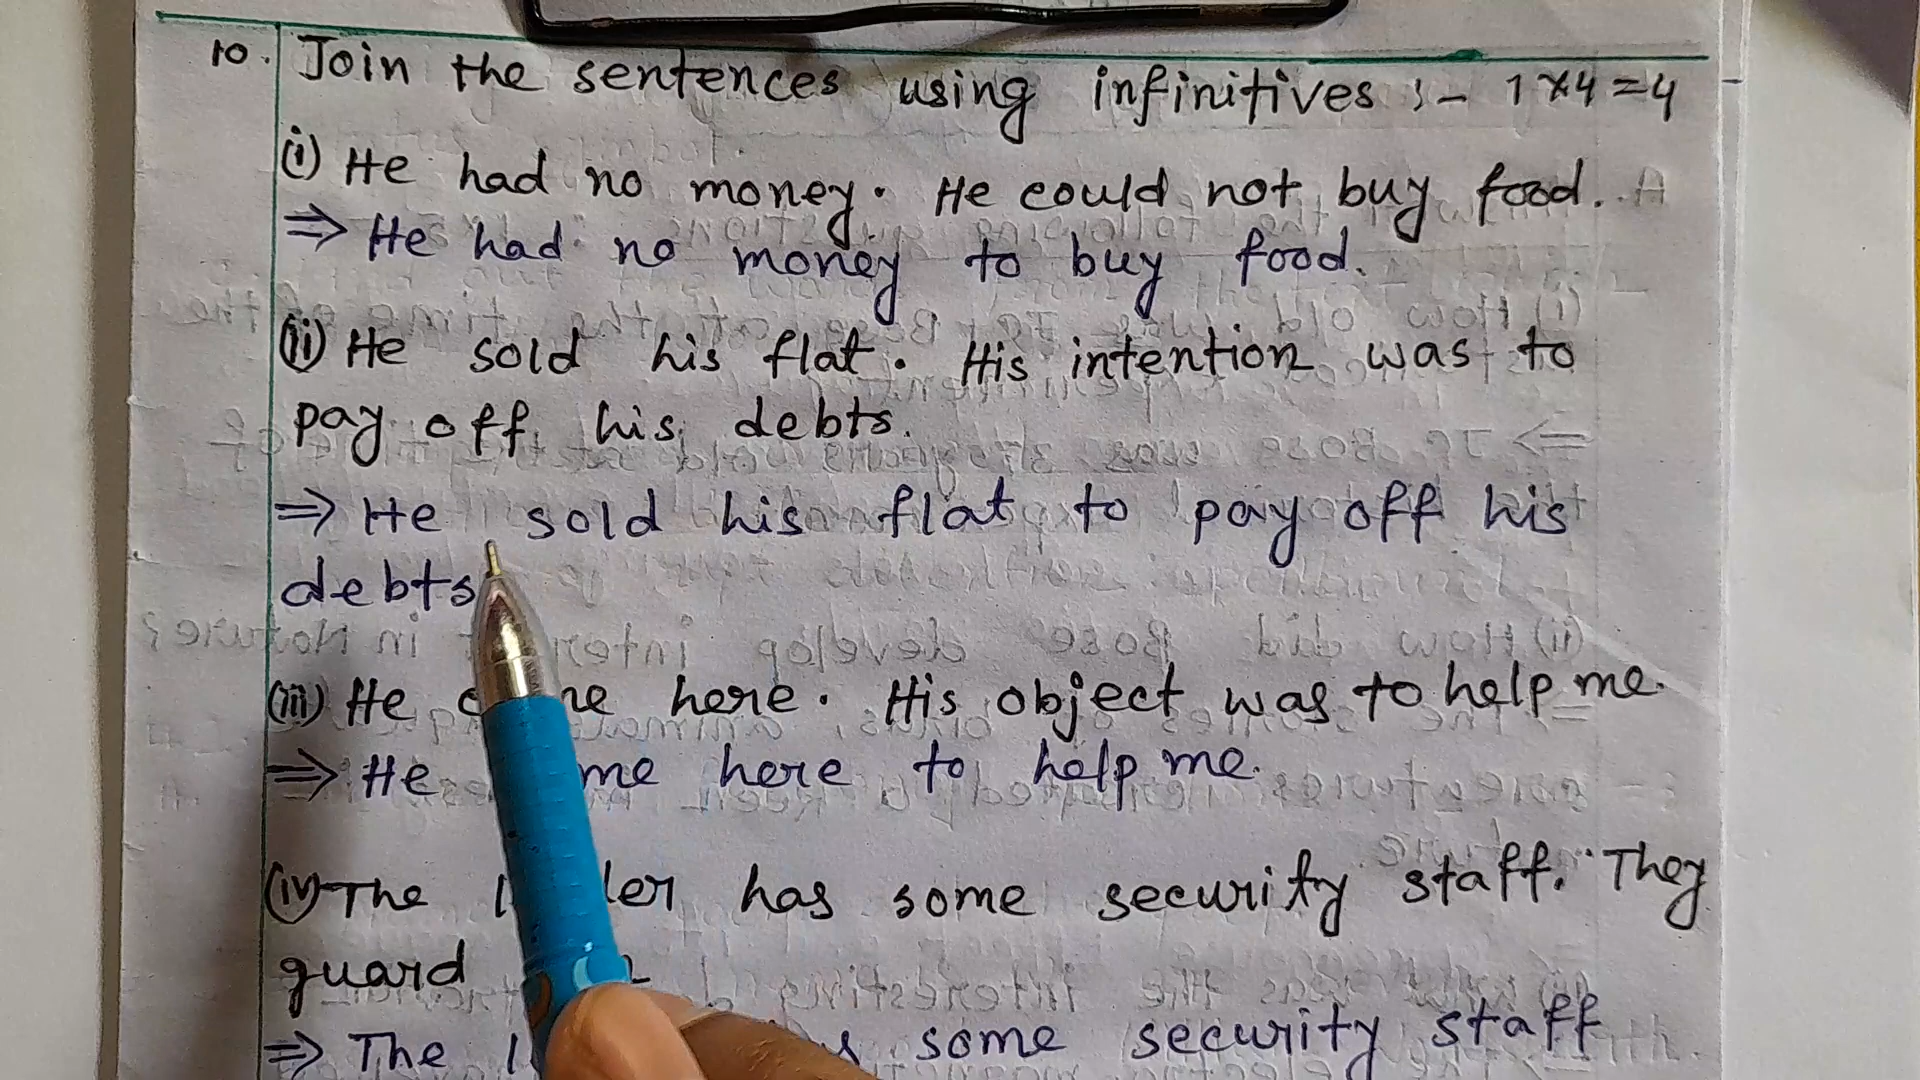 10. Join the sentences using infinitives :- 1×4=4
(i) He had no money. He could not buy food.
⇒ He had no money to buy food.
(ii) He sold his flat. His intention was to
pay off his debts.
⇒ He sold his flat to pay off his
debts
(iii) He here. His object was to help me.
⇒ He here to help me.
(iv) The has some security staff. They
guard
⇒ The some security staff